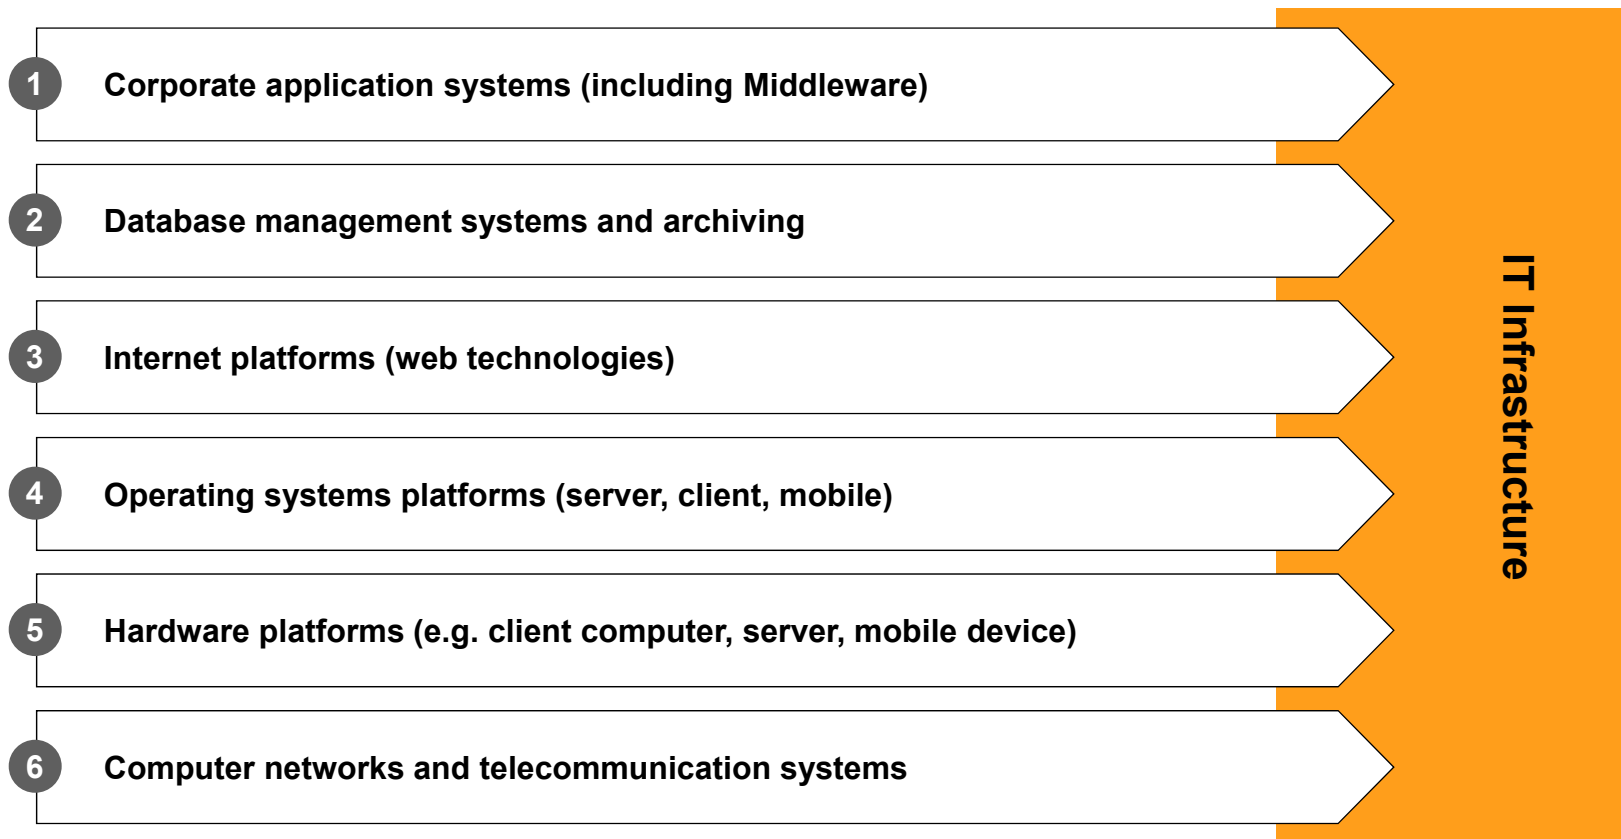 1 Corporate application systems (including Middleware)
2 Database management systems and archiving
3 Internet platforms (web technologies)
4 Operating systems platforms (server, client, mobile)
5 Hardware platforms (e.g. client computer, server, mobile device)
6 Computer networks and telecommunication systems
IT Infrastructure